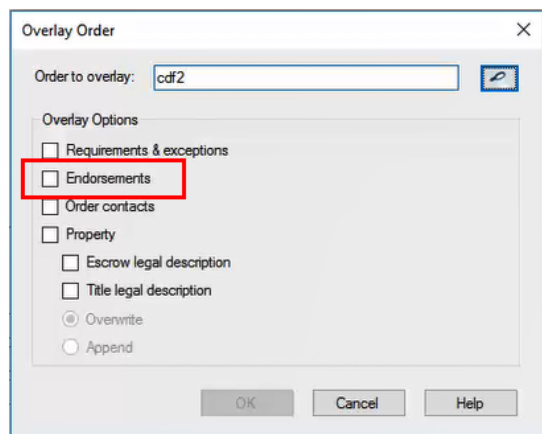 Overlay Order
Order to overlay: cdf2
Overlay Options
Requirements & exceptions
Endorsements
Order contacts
Property
Escrow legal description
Title legal description
Overwrite
Append
OK Cancel Help